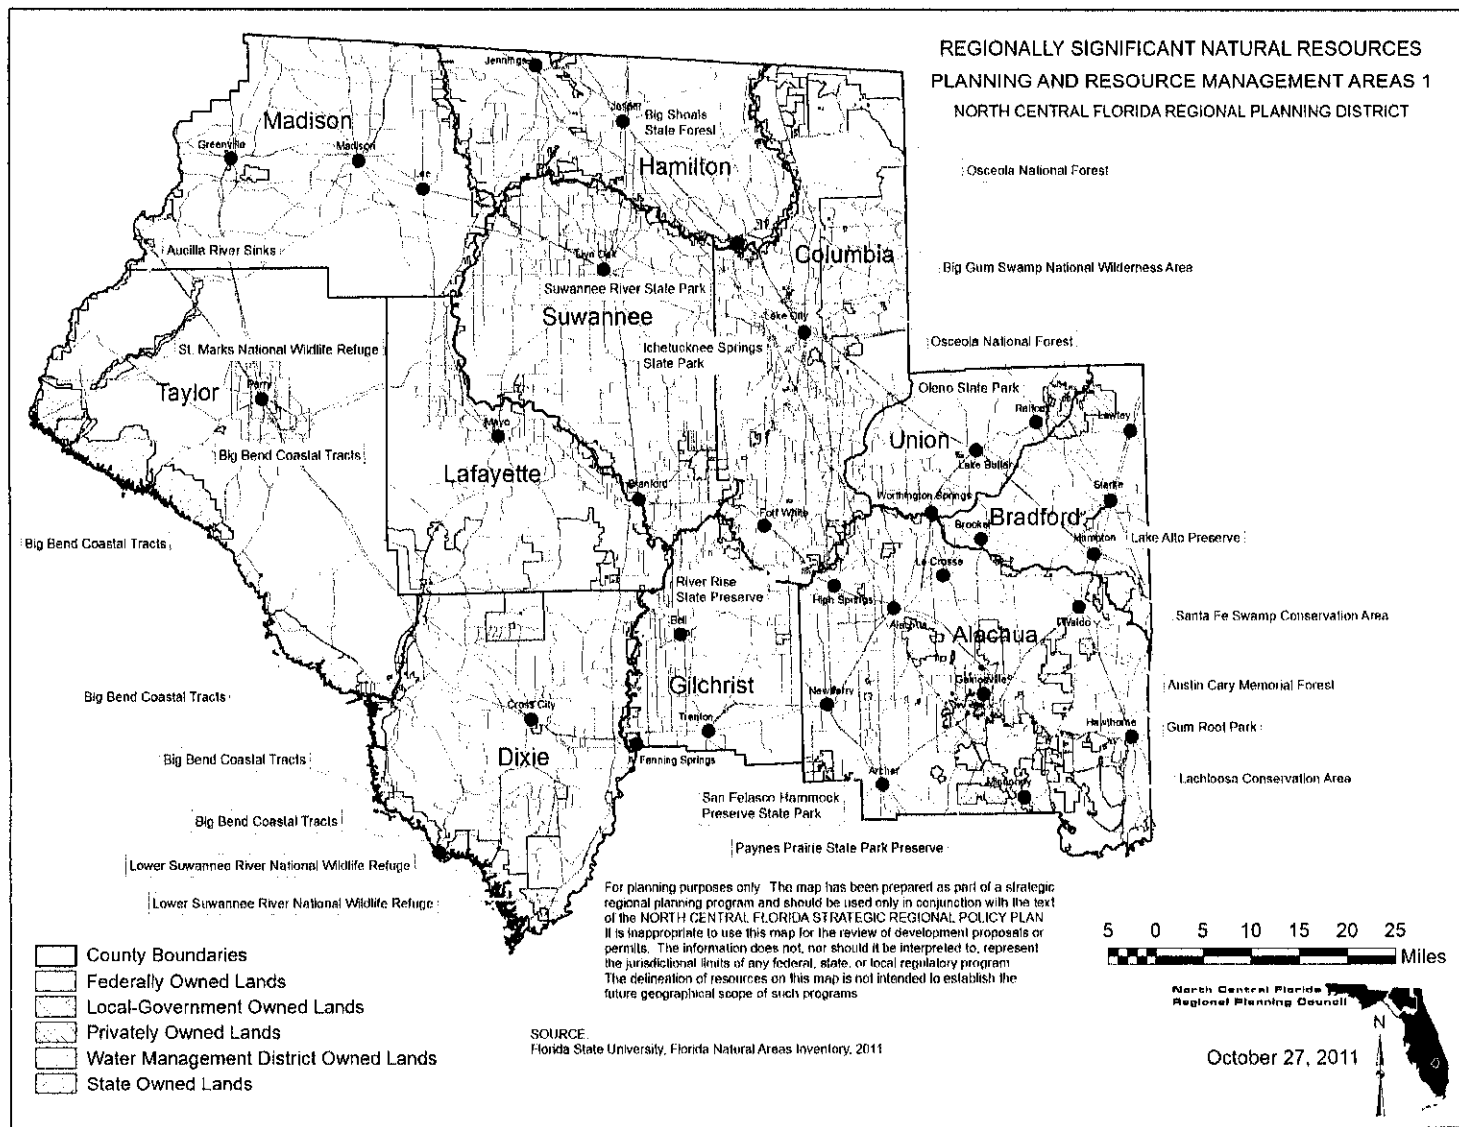 REGIONALLY SIGNIFICANT NATURAL RESOURCES
PLANNING AND RESOURCE MANAGEMENT AREAS 1
NORTH CENTRAL FLORIDA REGIONAL PLANNING DISTRICT
Jennings
Jasper
Big Shoals
State Forest
Madison
Greenville
Madison
Lee
Hamilton
Osceola National Forest
Aucilla River Sinks
Live Oak
Columbia
Big Gum Swamp National Wilderness Area
Suwannee River State Park
Suwannee
Lake City
St. Marks National Wildlife Refuge
Ichetucknee Springs
State Park
Osceola National Forest
Taylor
Perry
Oleno State Park
Raiford
Lawtey
Mayo
Union
Big Bend Coastal Tracts
Lafayette
Lake Butler
Branford
Worthington Springs
Starke
Fort White
Bradford
Brooker
Big Bend Coastal Tracts
Hampton
Lake Alto Preserve
La Crosse
River Rise
State Preserve
High Springs
Bell
Alachua
Waldo
Santa Fe Swamp Conservation Area
Alachua
Gainesville
Big Bend Coastal Tracts
Gilchrist
Newberry
Austin Cary Memorial Forest
Cross City
Trenton
Hawthorne
Gum Root Park
Dixie
Fanning Springs
Big Bend Coastal Tracts
Archer
Micanopy
Lachloosa Conservation Area
San Felasco Hammock
Preserve State Park
Big Bend Coastal Tracts
Paynes Prairie State Park Preserve
Lower Suwannee River National Wildlife Refuge
Lower Suwannee River National Wildlife Refuge
For planning purposes only. The map has been prepared as part of a strategic
regional planning program and should be used only in conjunction with the text
of the NORTH CENTRAL FLORIDA STRATEGIC REGIONAL POLICY PLAN
It is inappropriate to use this map for the review of development proposals or
permits. The information does not, nor should it be interpreted to, represent
the jurisdictional limits of any federal, state, or local regulatory program
The delineation of resources on this map is not intended to establish the
future geographical scope of such programs
SOURCE.
Florida State University, Florida Natural Areas Inventory, 2011
County Boundaries
Federally Owned Lands
Local-Government Owned Lands
Privately Owned Lands
Water Management District Owned Lands
State Owned Lands
5 0 5 10 15 20 25
Miles
North Central Florida
Regional Planning Council
N
October 27, 2011